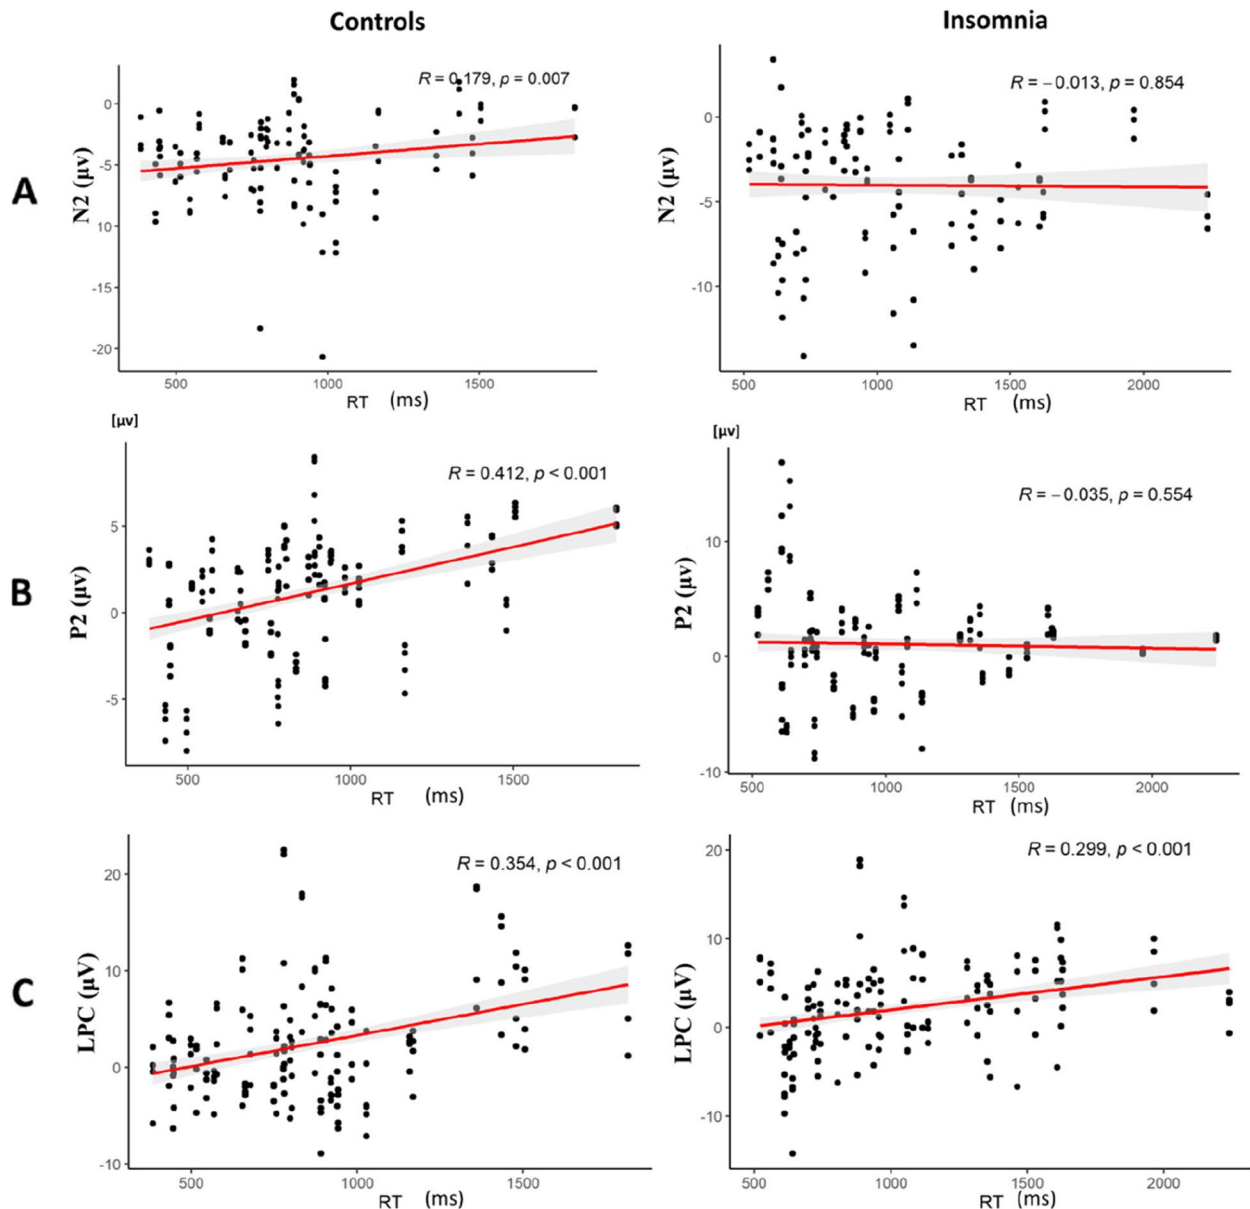 Controls
Insomnia
A
N2 (μv)
0
-5
-10
-15
-20
R = 0.179, p = 0.007
500
1000
1500
RT (ms)
N2 (μv)
0
-5
-10
R = −0.013, p = 0.854
500
1000
1500
2000
RT (ms)
B
[μv]
P2 (μv)
5
0
-5
R = 0.412, p < 0.001
500
1000
1500
RT (ms)
[μv]
P2 (μv)
10
0
-10
R = −0.035, p = 0.554
500
1000
1500
2000
RT (ms)
C
LPC (μV)
20
10
0
-10
R = 0.354, p < 0.001
500
1000
1500
RT (ms)
LPC (μV)
20
10
0
-10
R = 0.299, p < 0.001
500
1000
1500
2000
RT (ms)